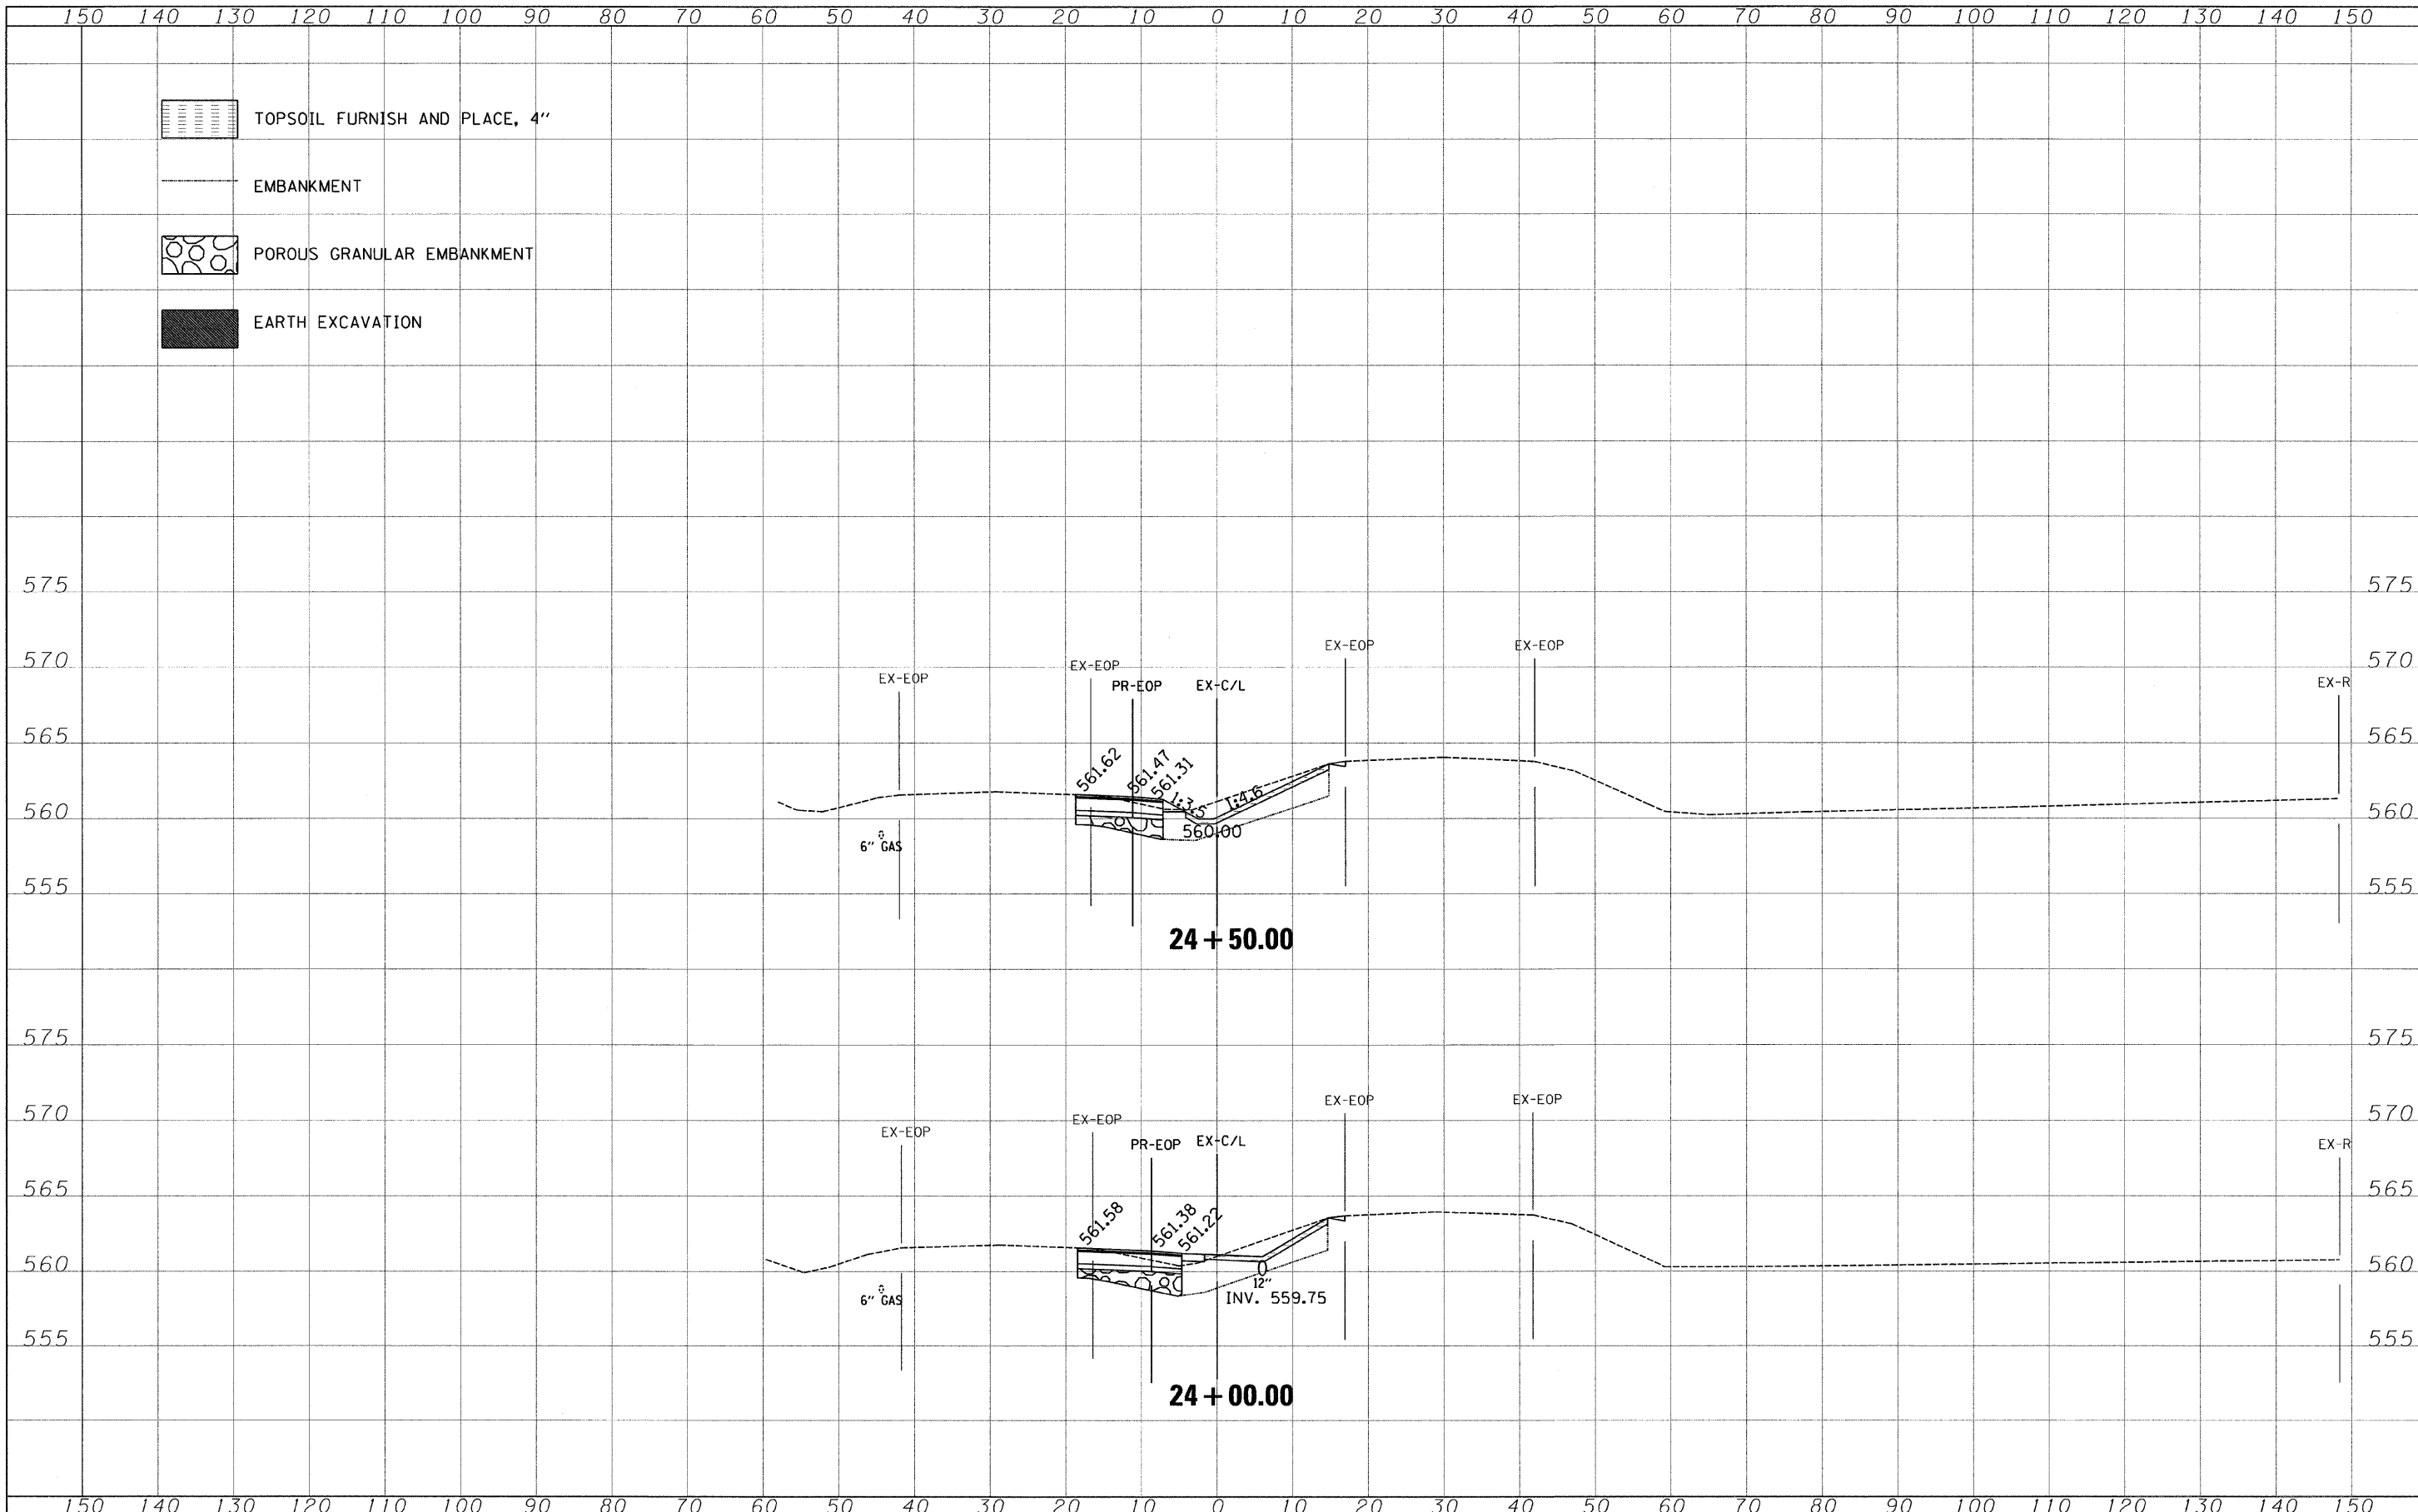 150 140 130 120 110 100 90 80 70 60 50 40 30 20 10 0 10 20 30 40 50 60 70 80 90 100 110 120 130 140 150
TOPSOIL FURNISH AND PLACE, 4"
EMBANKMENT
POROUS GRANULAR EMBANKMENT
EARTH EXCAVATION
575 575
EX-EOP EX-EOP
570 EX-EOP 570
EX-EOP PR-EOP EX-C/L EX-R
565 565
561.62 561.47 561.31
1:3.5 1:4.6
560 560
560.00
6" GAS
555 555
24+50.00
575 575
570 570
EX-EOP EX-EOP
EX-EOP
EX-EOP PR-EOP EX-C/L EX-R
565 565
561.58 561.38 561.22
560 560
12"
6" GAS INV. 559.75
555 555
24+00.00
150 140 130 120 110 100 90 80 70 60 50 40 30 20 10 0 10 20 30 40 50 60 70 80 90 100 110 120 130 140 150